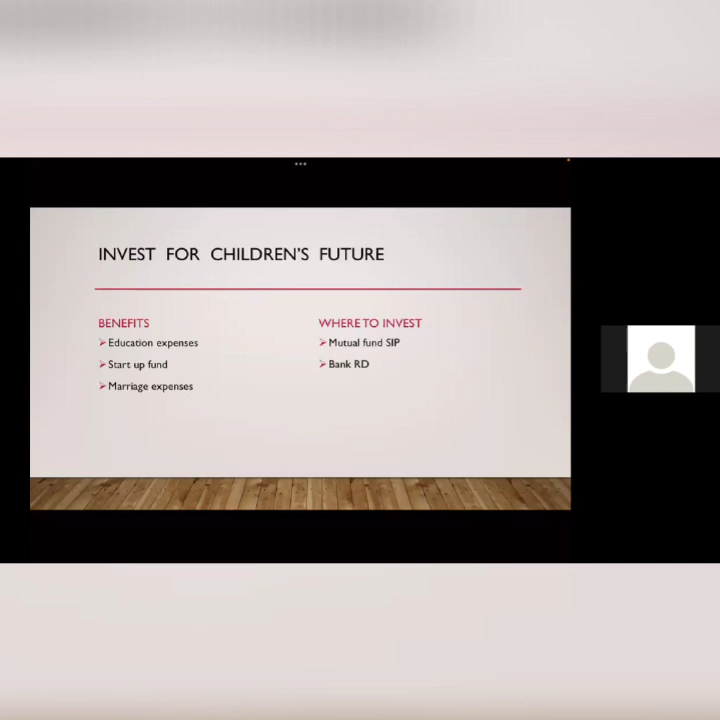 INVEST FOR CHILDREN'S FUTURE
BENEFITS
Education expenses
Start up fund
Marriage expenses
WHERE TO INVEST
Mutual fund SIP
Bank RD